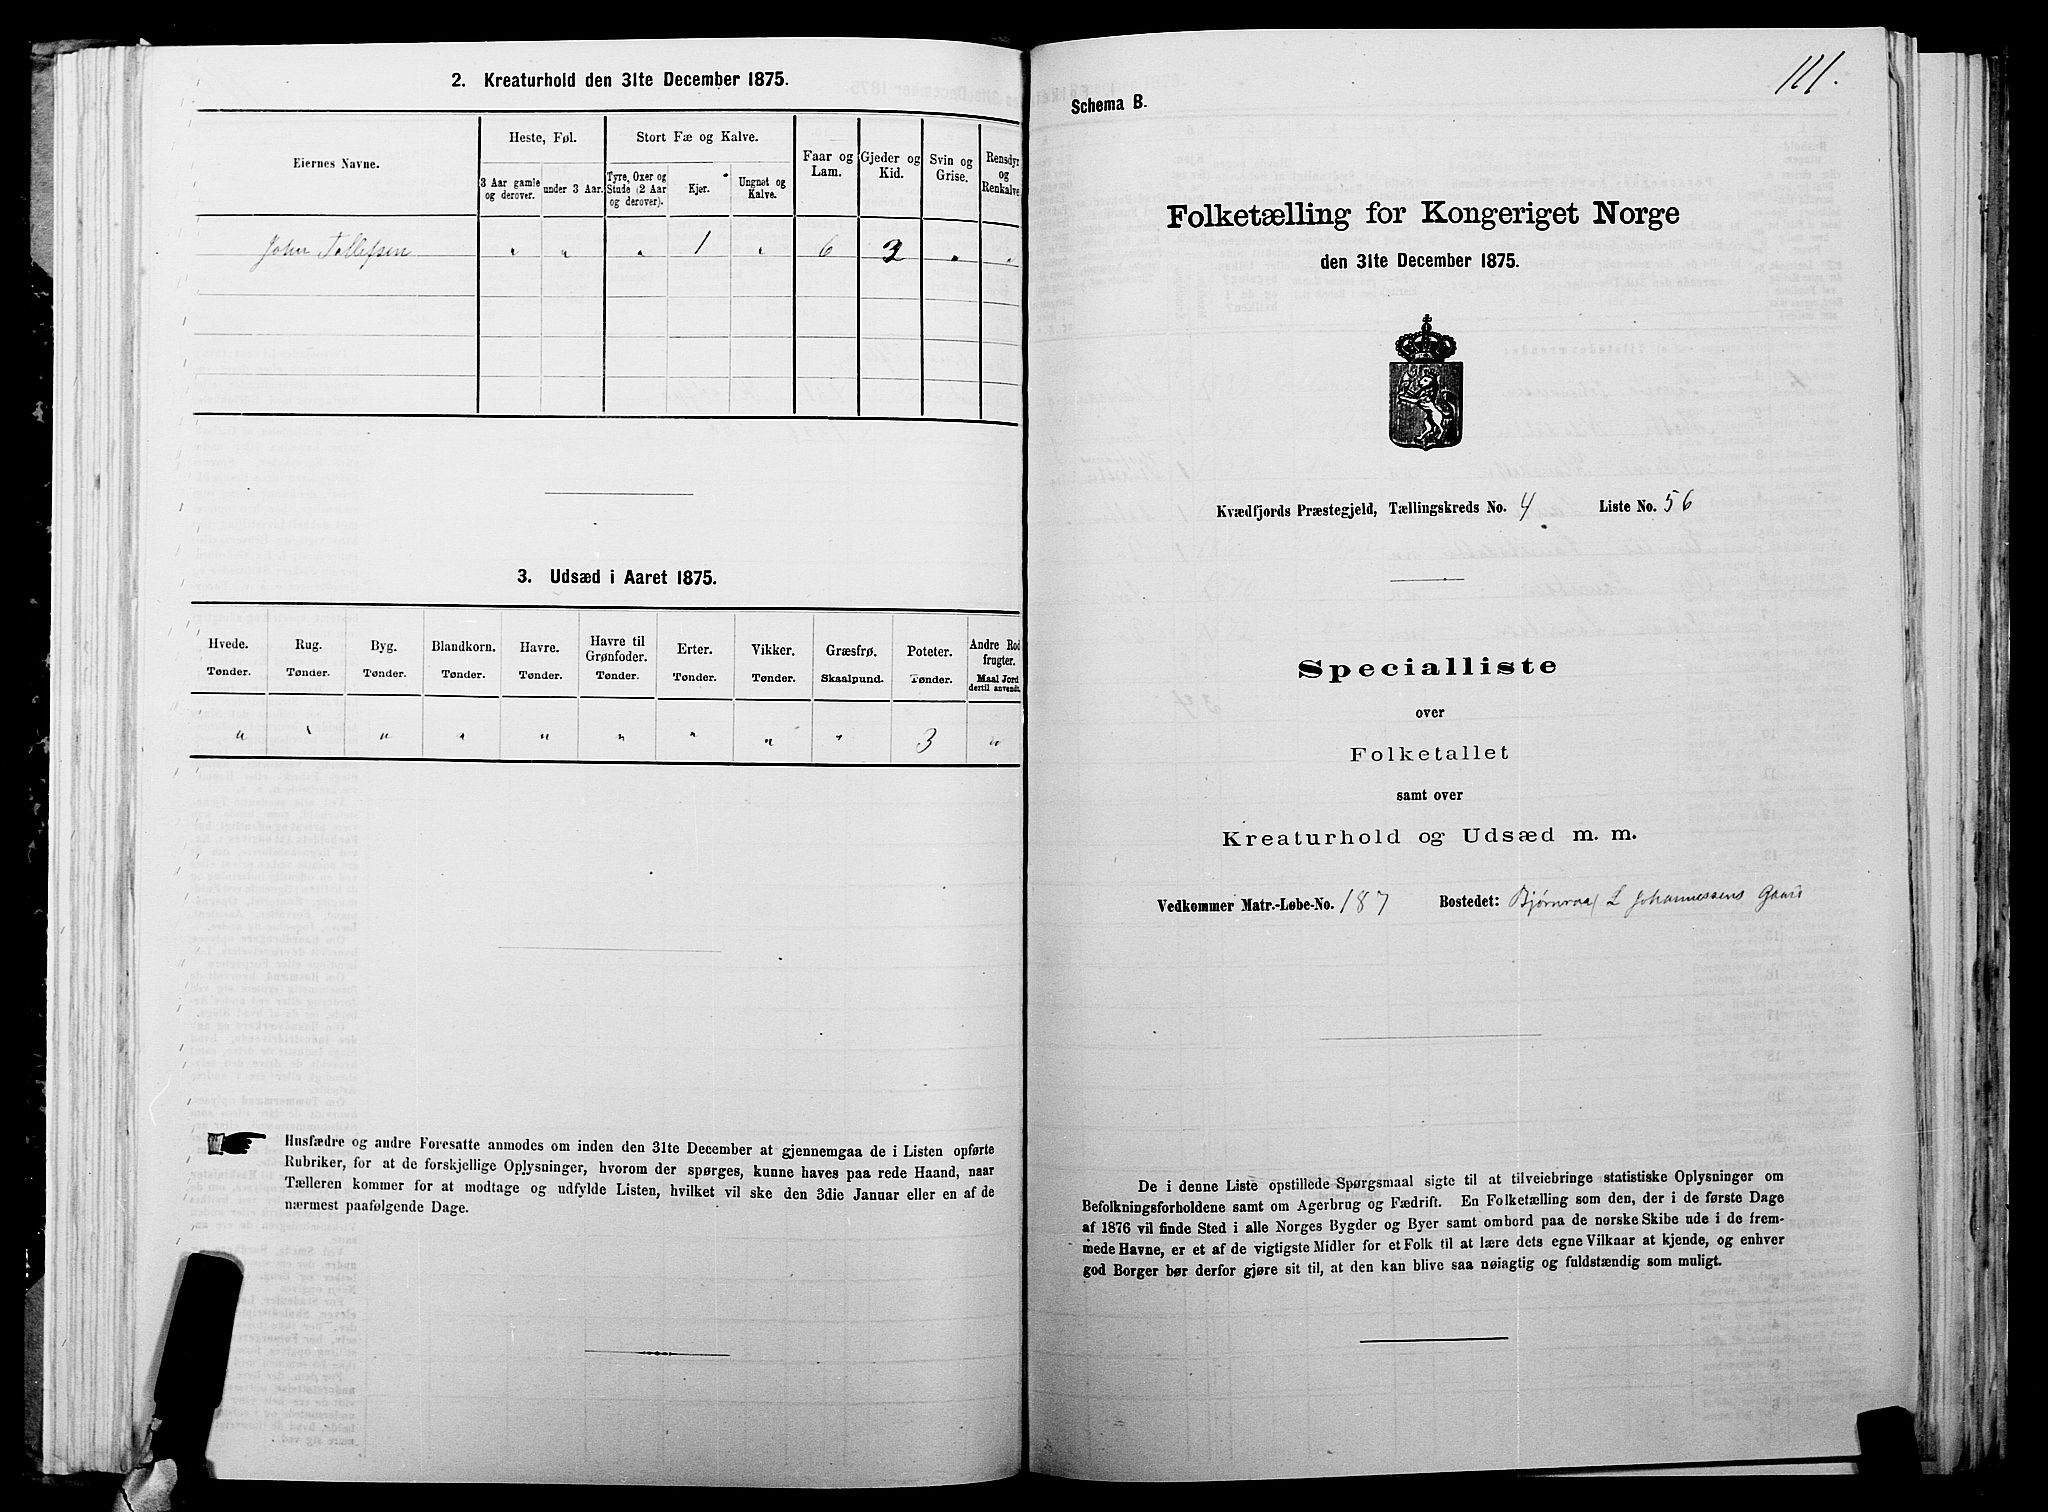 2. Kreaturhold den 31te December 1875.
Eiernes Navne.
Heste, Føl.
Stort Fæ og Kalve.
Faar og Lam.
Gjeder og Kid.
Svin og Grise.
Rensdyr og Renkalve
3 Aar gamle og derover.
under 3 Aar.
Tyre, Oxer og Stude (2 Aar og derover).
Kjør.
Ungnøt og Kalve.
John Tollefsen " " " 1 " 6 2 " "
3. Udsæd i Aaret 1875.
Hvede. Rug. Byg. Blandkorn. Havre. Havre til Grønfoder. Erter. Vikker. Græsfrø. Poteter. Andre Rodfrugter.
Tønder. Tønder. Tønder. Tønder. Tønder. Tønder. Tønder. Tønder. Skaalpund. Tønder. Maal Jord dertil anvendt.
" " " " " " " " " 3 "
Husfædre og andre Foresatte anmodes om inden den 31te December at gjennemgaa de i Listen opførte
Rubriker, for at de forskjellige Oplysninger, hvorom der spørges, kunne haves paa rede Haand, naar
Tælleren kommer for at modtage og udfylde Listen, hvilket vil ske den 3die Januar eller en af de
nærmest paafølgende Dage.
111.
Schema B.
Folketælling for Kongeriget Norge
den 31te December 1875.
Kvædfjords Præstegjeld, Tællingskreds No. 4 Liste No. 56
Specialliste
over
Folketallet
samt over
Kreaturhold og Udsæd m. m.
Vedkommer Matr.-Løbe-No. 187 Bostedet: Bjørnraa L Johannessens Gaard
De i denne Liste opstillede Spørgsmaal sigte til at tilveiebringe statistiske Oplysninger om
Befolkningsforholdene samt om Agerbrug og Fædrift. En Folketælling som den, der i de første Dage
af 1876 vil finde Sted i alle Norges Bygder og Byer samt ombord paa de norske Skibe ude i de frem-
mede Havne, er et af de vigtigste Midler for et Folk til at lære dets egne Vilkaar at kjende, og enhver
god Borger bør derfor gjøre sit til, at den kan blive saa nøiagtig og fuldstændig som muligt.